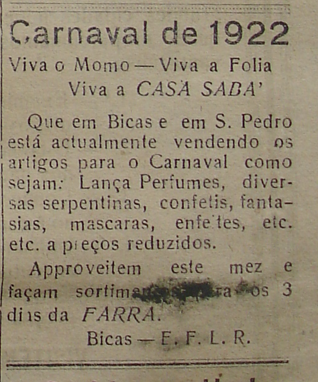 Carnaval de 1922
Viva o Momo — Viva a Folia
Viva a CASA SABA'
Que em Bicas e em S. Pedro
está actualmente vendendo os
artigos para o Carnaval como
sejam: Lança Perfumes, diver-
sas serpentinas, confetis, fanta-
sias, mascaras, enfeites, etc.
etc. a preços reduzidos.
Approveitem este mez e
façam os 3
dias da FARRA.
Bicas — E. F. L. R.